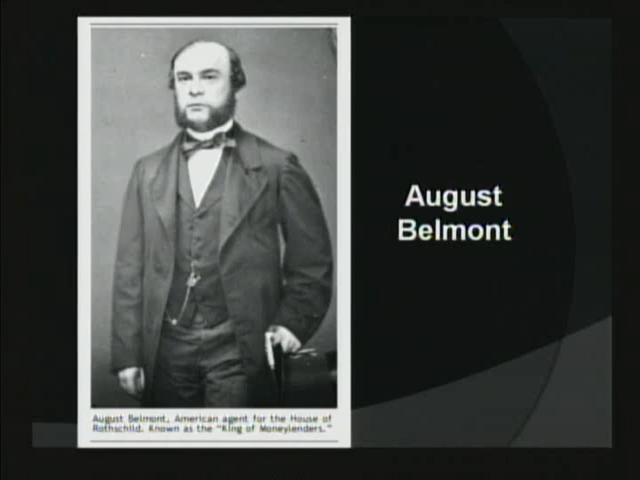 August
Belmont
August Belmont, American agent for the House of
Rothschild. Known as the "King of Moneylenders."